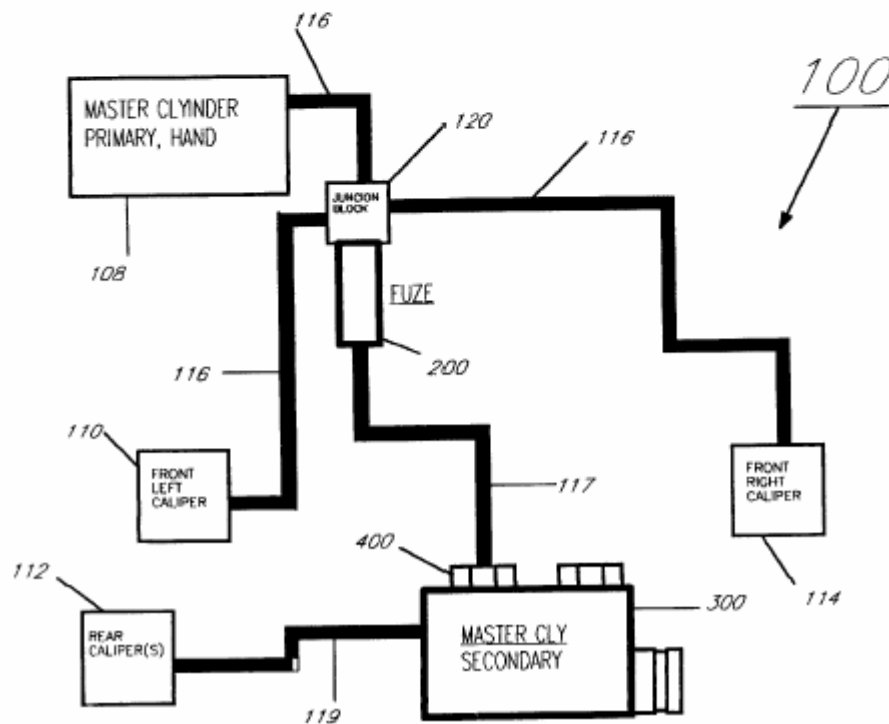 116
100
MASTER CLYINDER
PRIMARY, HAND
120
116
JUNCION
BLOCK
108
FUZE
116
200
110
FRONT
LEFT
CALIPER
117
FRONT
RIGHT
CALIPER
400
112
114
300
REAR
CALIPER(S)
MASTER CLY
SECONDARY
119